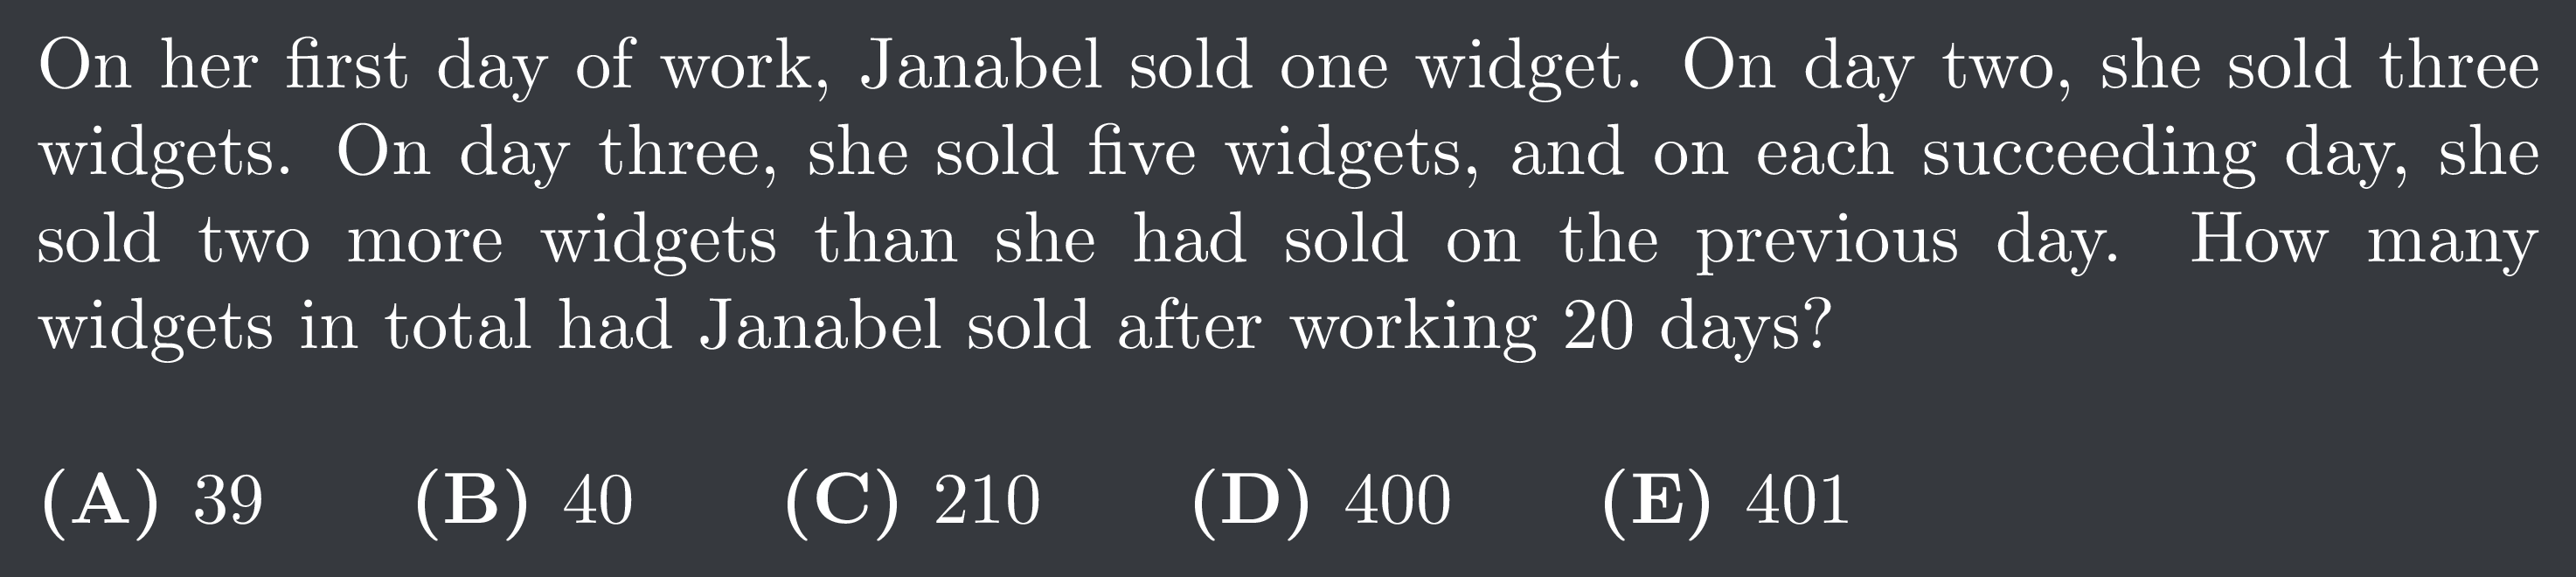 On her first day of work, Janabel sold one widget. On day two, she sold three
widgets. On day three, she sold five widgets, and on each succeeding day, she
sold two more widgets than she had sold on the previous day. How many
widgets in total had Janabel sold after working 20 days?
(A) 39 (B) 40 (C) 210 (D) 400 (E) 401